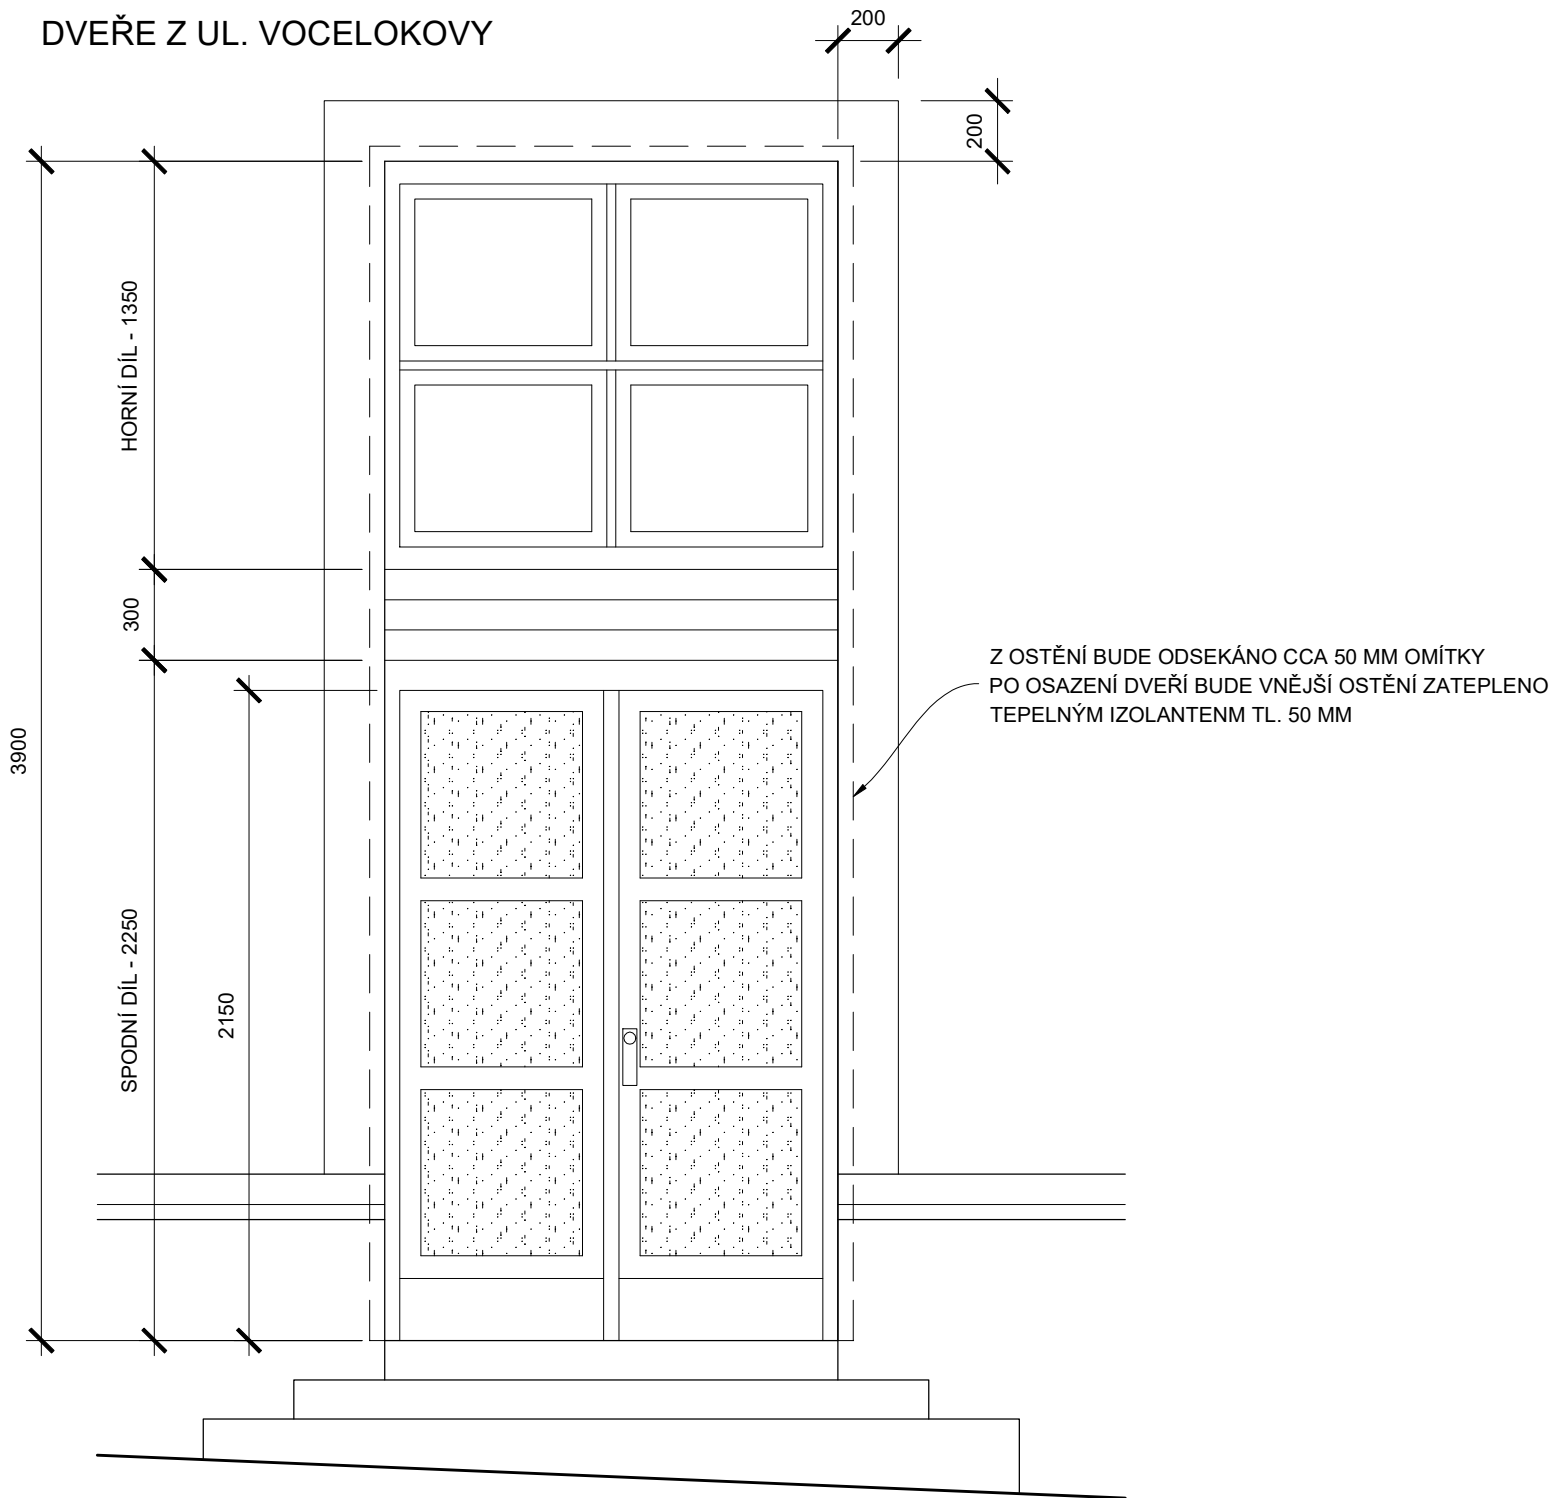 DVEŘE Z UL. VOCELOKOVY
200
200
HORNÍ DÍL - 1350
300
Z OSTĚNÍ BUDE ODSEKÁNO CCA 50 MM OMÍTKY
PO OSAZENÍ DVEŘÍ BUDE VNĚJŠÍ OSTĚNÍ ZATEPLENO
TEPELNÝM IZOLANTENM TL. 50 MM
3900
SPODNÍ DÍL - 2250
2150